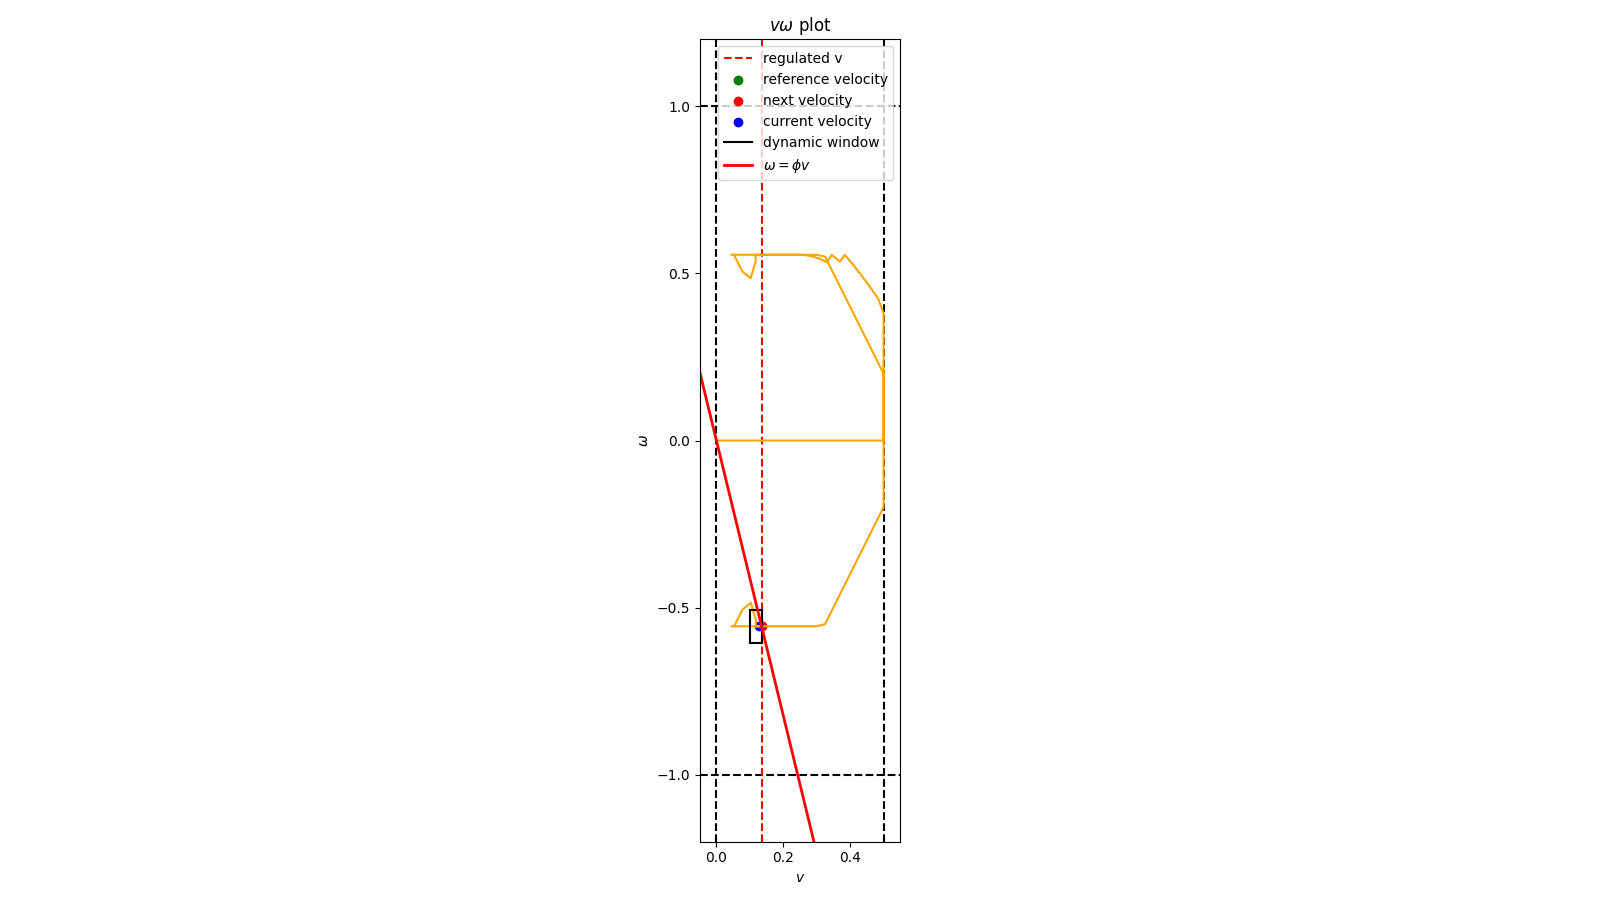 vω plot
regulated v
reference velocity
next velocity
current velocity
dynamic window
ω = ϕv
1.0
0.5
0.0
−0.5
−1.0
ω
0.0 0.2 0.4
v